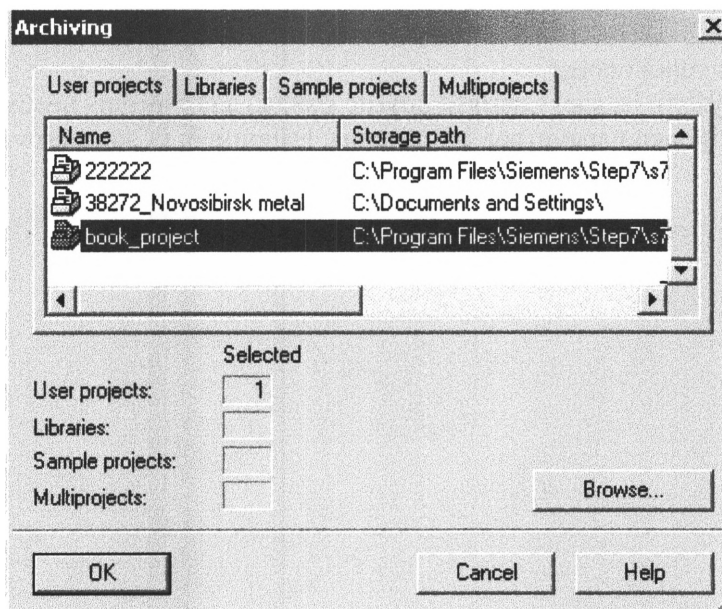 Archiving
User projects Libraries Sample projects Multiprojects
Name Storage path
222222 C:\Program Files\Siemens\Step7\s7
38272_Novosibirsk metal C:\Documents and Settings\
book_project C:\Program Files\Siemens\Step7\s7
Selected
User projects: 1
Libraries:
Sample projects:
Multiprojects:
Browse...
OK Cancel Help